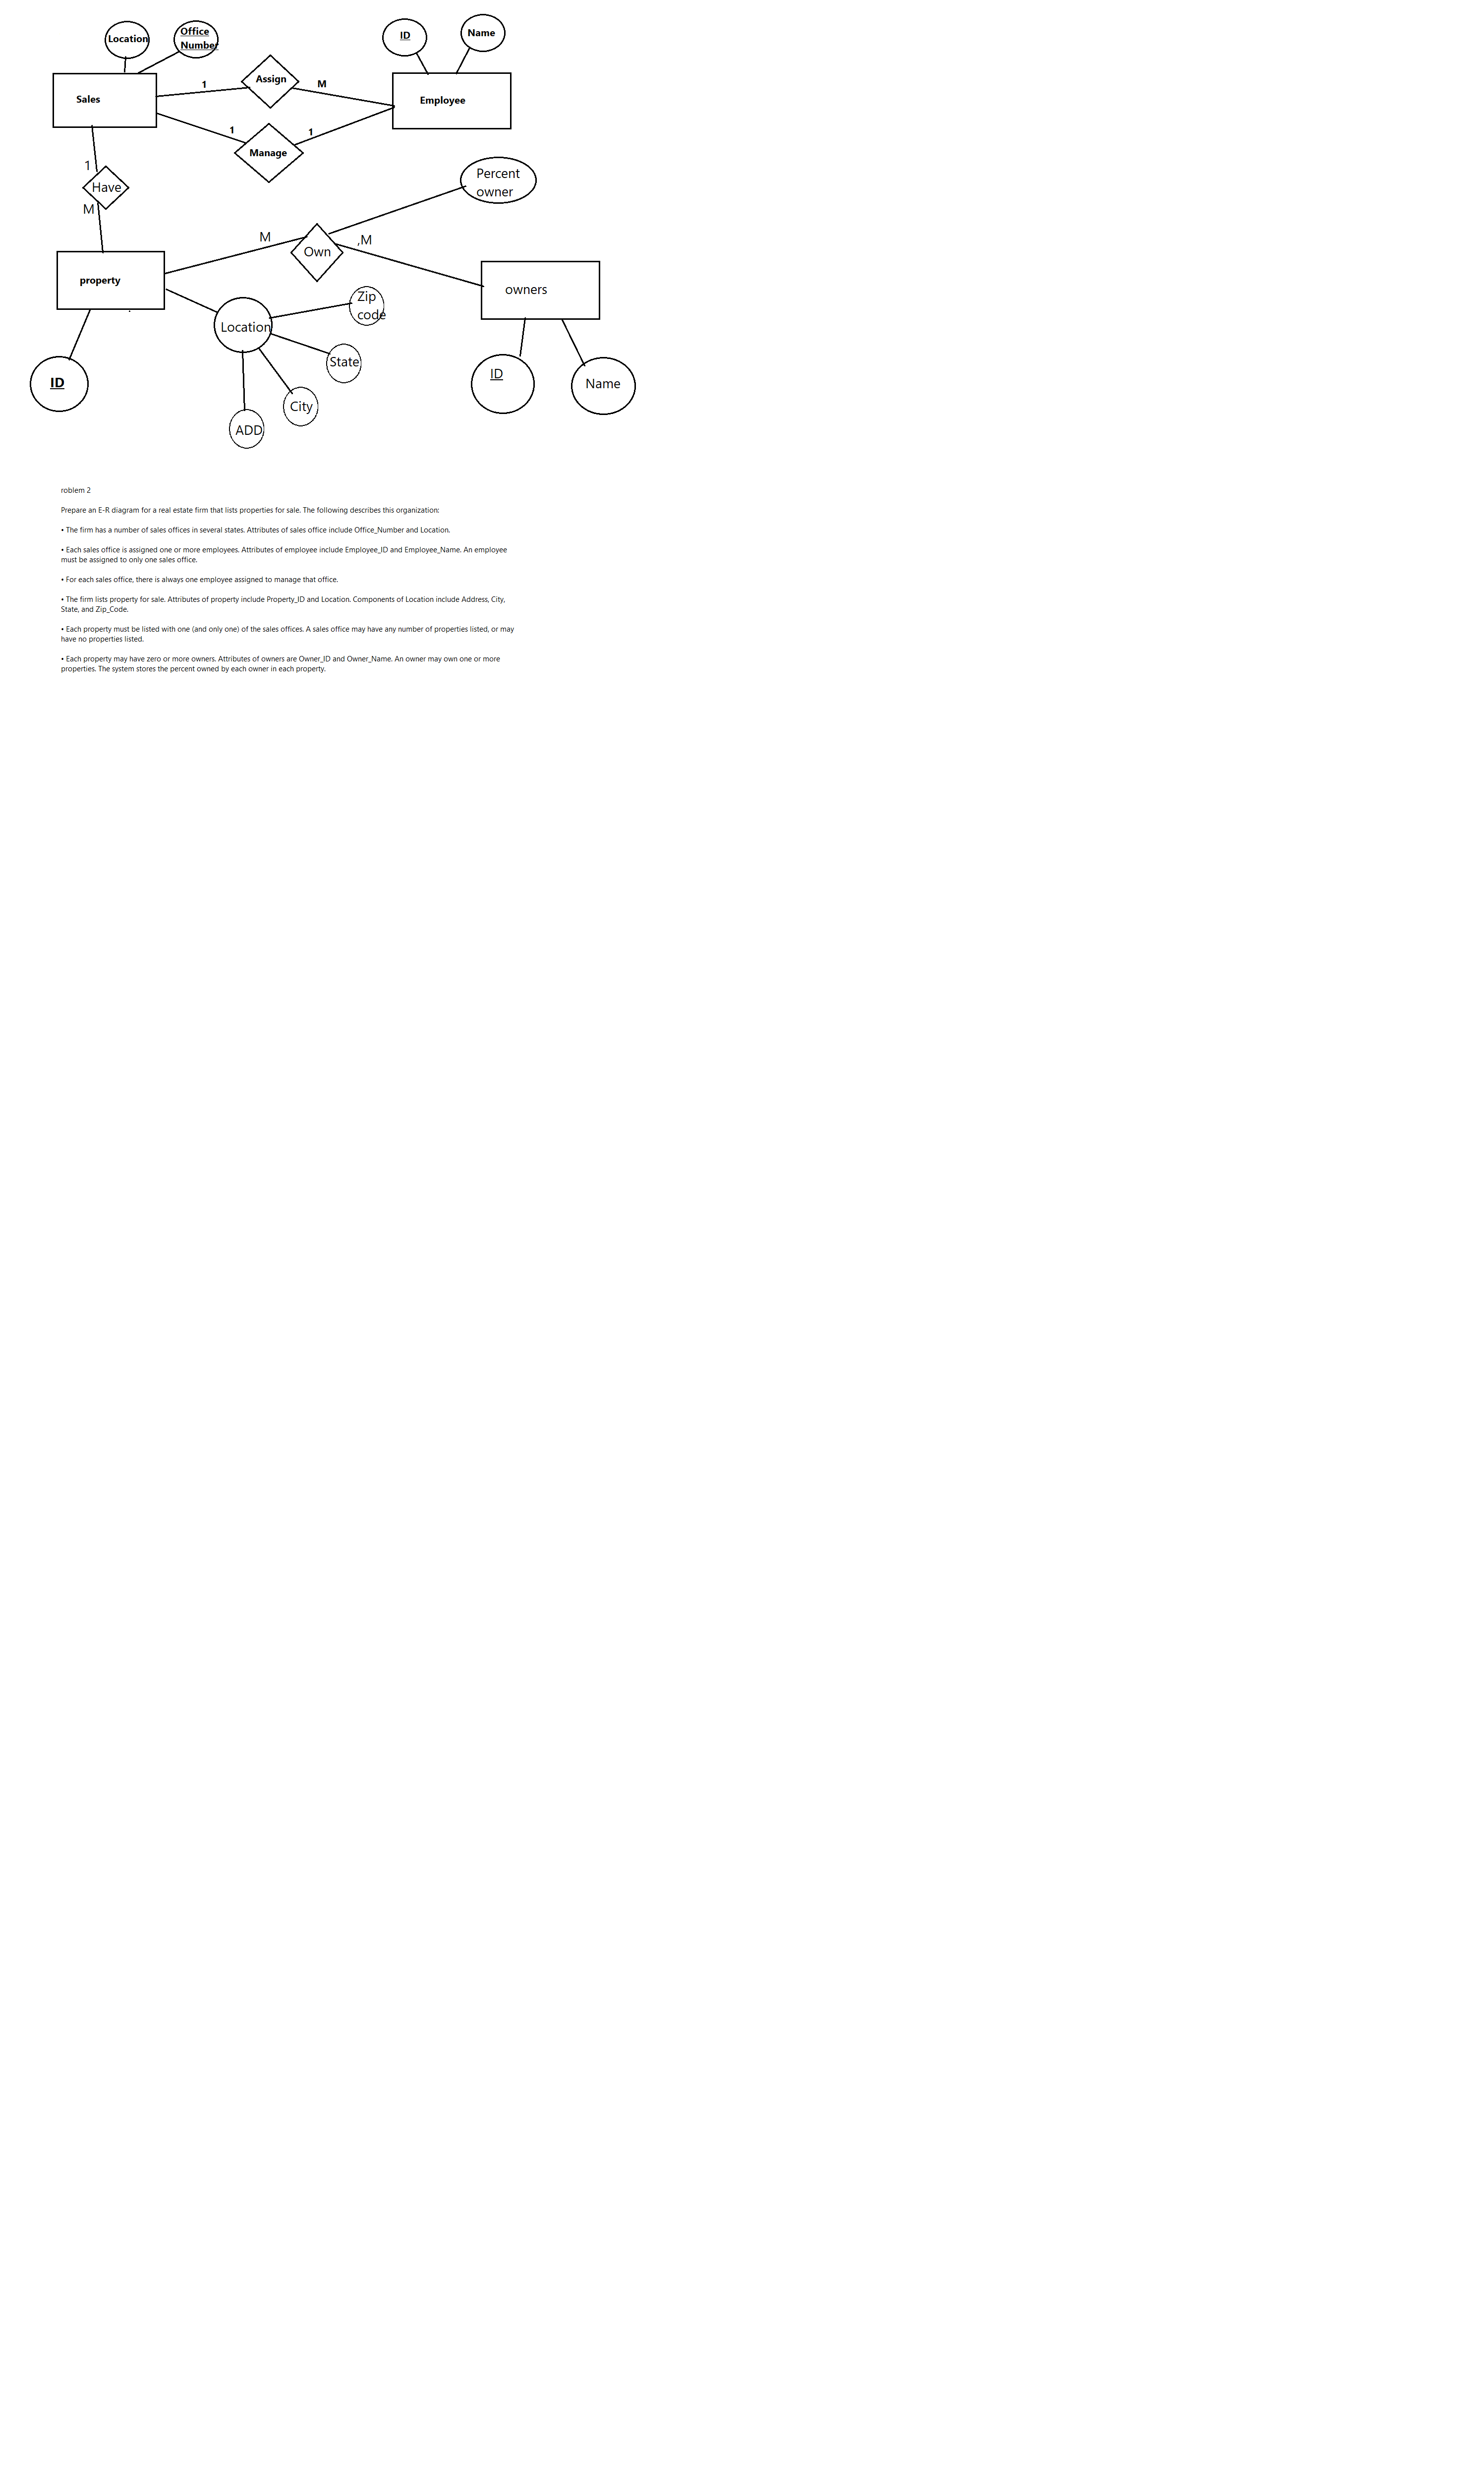 Location
Office
Number
ID
Name
Sales
1
Assign
M
Employee
1
Manage
1
1
Have
M
Percent
owner
M
Own
,M
property
owners
Location
Zip
code
State
City
ADD
ID
ID
Name
roblem 2
Prepare an E-R diagram for a real estate firm that lists properties for sale. The following describes this organization:
• The firm has a number of sales offices in several states. Attributes of sales office include Office_Number and Location.
• Each sales office is assigned one or more employees. Attributes of employee include Employee_ID and Employee_Name. An employee
must be assigned to only one sales office.
• For each sales office, there is always one employee assigned to manage that office.
• The firm lists property for sale. Attributes of property include Property_ID and Location. Components of Location include Address, City,
State, and Zip_Code.
• Each property must be listed with one (and only one) of the sales offices. A sales office may have any number of properties listed, or may
have no properties listed.
• Each property may have zero or more owners. Attributes of owners are Owner_ID and Owner_Name. An owner may own one or more
properties. The system stores the percent owned by each owner in each property.